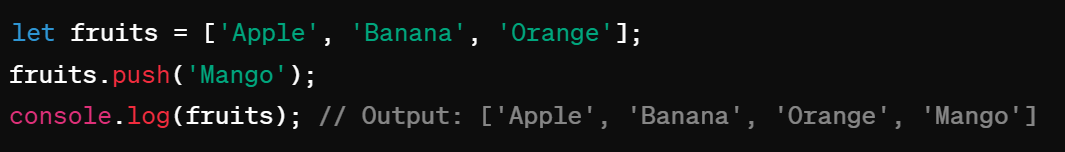 let fruits = ['Apple', 'Banana', 'Orange'];
fruits.push('Mango');
console.log(fruits); // Output: ['Apple', 'Banana', 'Orange', 'Mango']